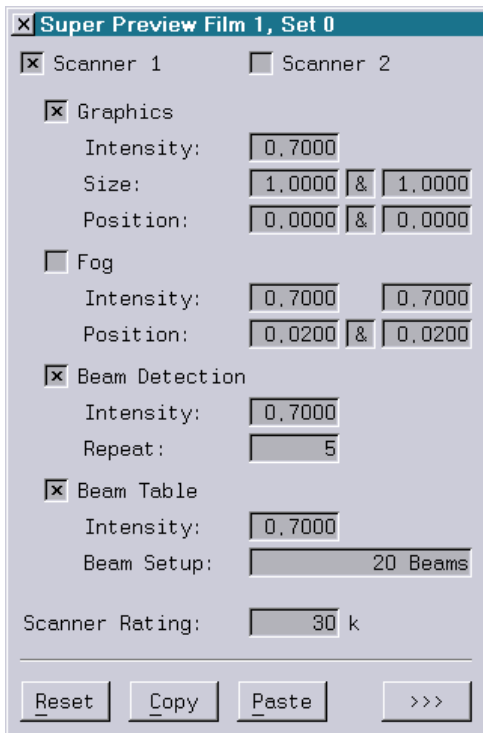 Super Preview Film 1, Set 0
Scanner 1 Scanner 2
Graphics
Intensity: 0.7000
Size: 1.0000 & 1.0000
Position: 0.0000 & 0.0000
Fog
Intensity: 0.7000 0.7000
Position: 0.0200 & 0.0200
Beam Detection
Intensity: 0.7000
Repeat: 5
Beam Table
Intensity: 0.7000
Beam Setup: 20 Beams
Scanner Rating: 30 k
Reset Copy Paste >>>